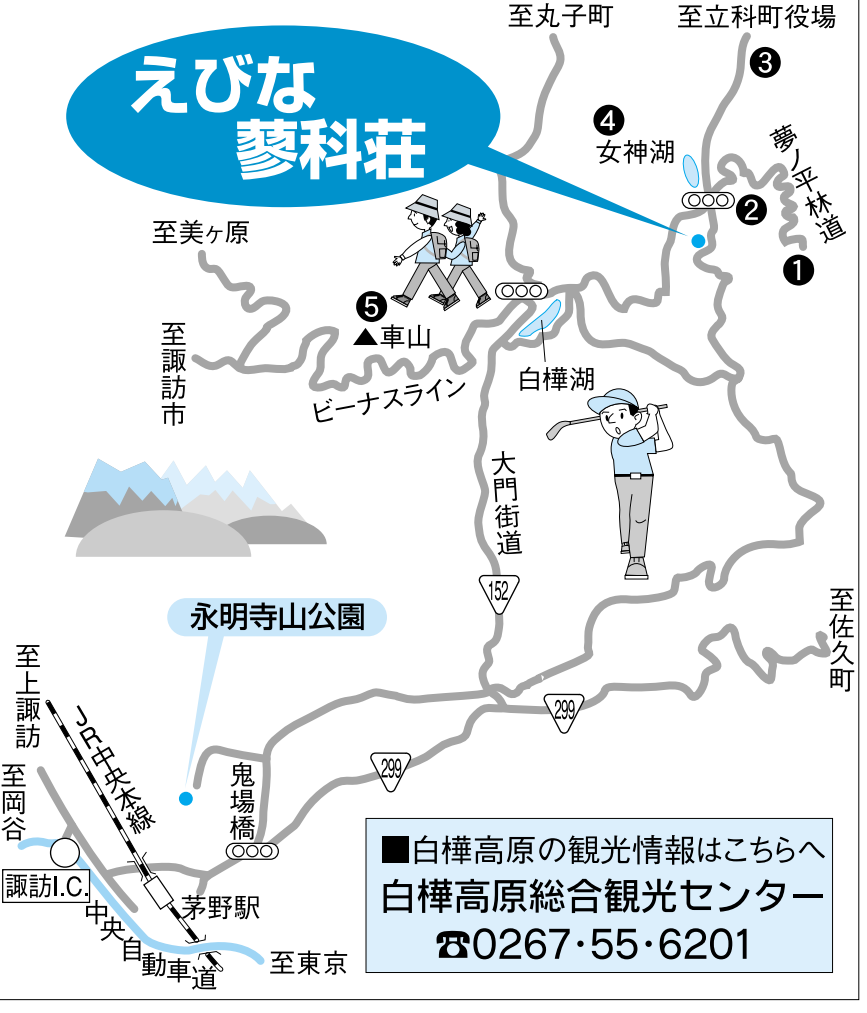 至丸子町
至立科町役場
❸
えびな
蓼科荘
❹
女神湖
夢ノ平林道
❷
❶
至美ヶ原
❺
▲車山
至諏訪市
ビーナスライン
白樺湖
大門街道
152
永明寺山公園
至佐久町
至上諏訪
JR中央本線
299
299
至岡谷
鬼場橋
諏訪I.C.
茅野駅
中央自動車道
至東京
■白樺高原の観光情報はこちらへ
白樺高原総合観光センター
☎0267･55･6201